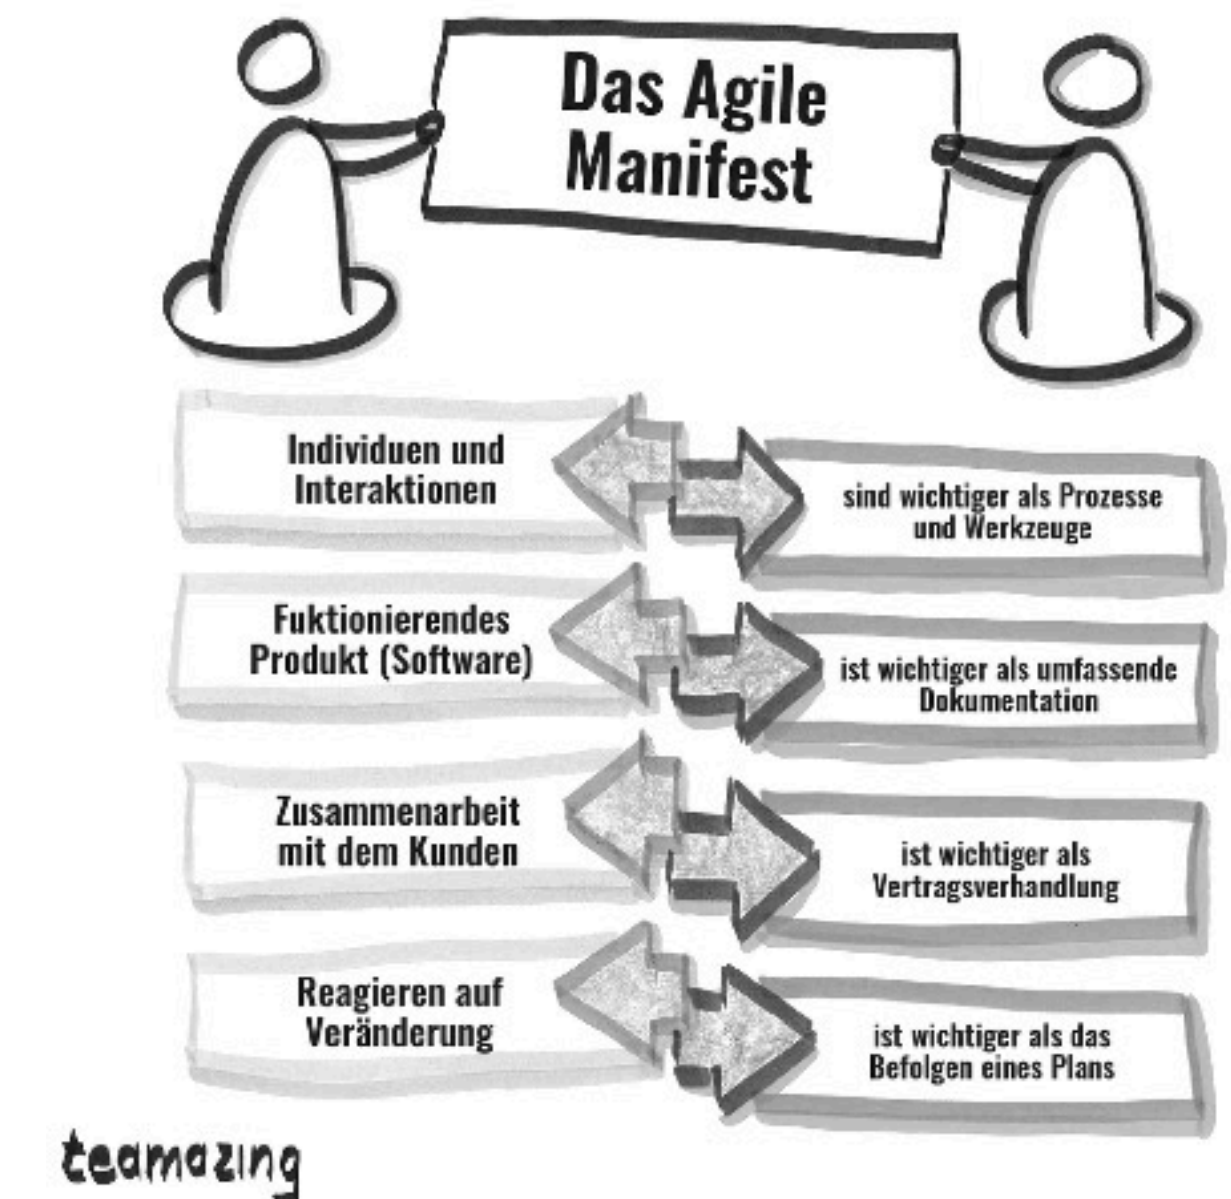 Das Agile
Manifest
Individuen und
Interaktionen
sind wichtiger als Prozesse
und Werkzeuge
Fuktionierendes
Produkt (Software)
ist wichtiger als umfassende
Dokumentation
Zusammenarbeit
mit dem Kunden
ist wichtiger als
Vertragsverhandlung
Reagieren auf
Veränderung
ist wichtiger als das
Befolgen eines Plans
teamazing